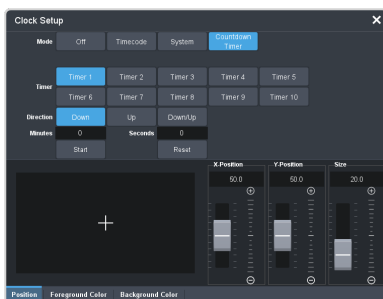 Clock Setup
Mode Off Timecode System Countdown Timer
Timer 1 Timer 2 Timer 3 Timer 4 Timer 5
Timer
Timer 6 Timer 7 Timer 8 Timer 9 Timer 10
Direction Down Up Down/Up
Minutes 0 Seconds 0
Start Reset
X-Position Y-Position Size
50.0 50.0 20.0
Position Foreground Color Background Color